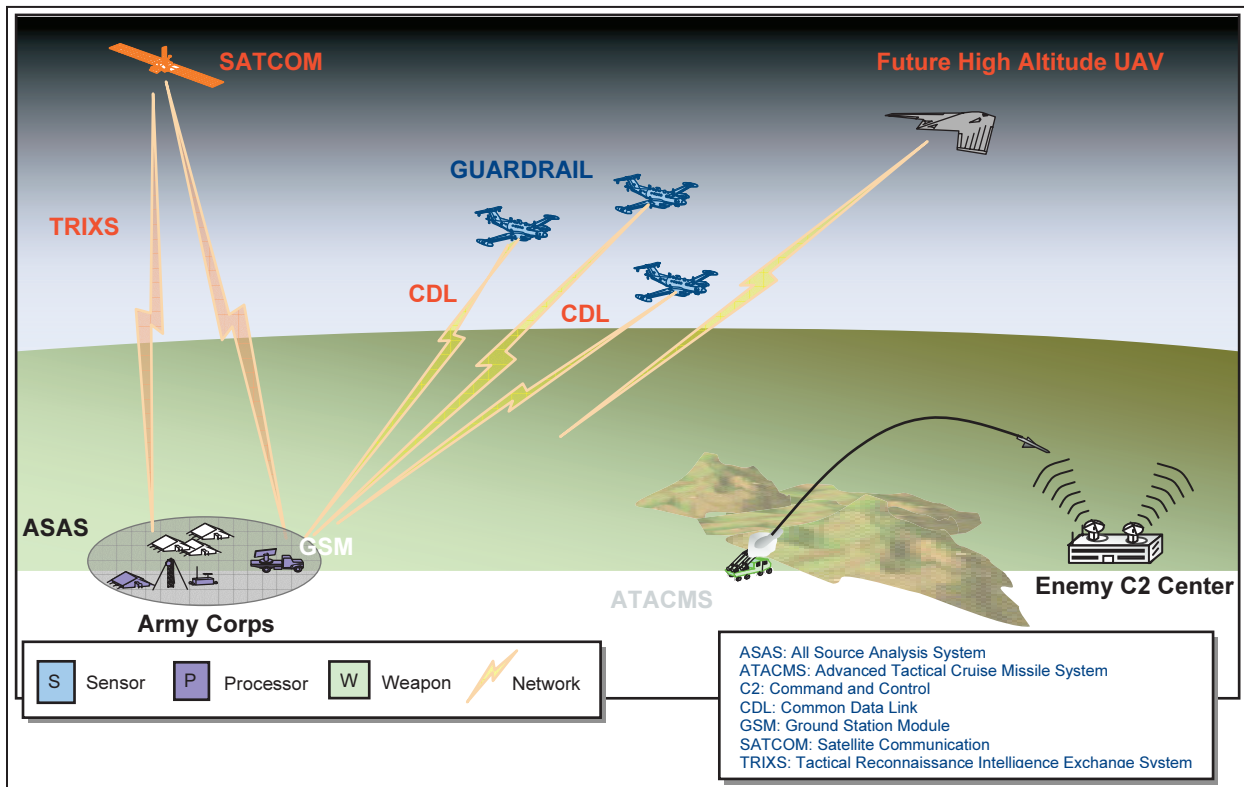 SATCOM
Future High Altitude UAV
GUARDRAIL
TRIXS
CDL
CDL
ASAS
GSM
ATACMS
Enemy C2 Center
Army Corps
S Sensor P Processor W Weapon Network
ASAS: All Source Analysis System
ATACMS: Advanced Tactical Cruise Missile System
C2: Command and Control
CDL: Common Data Link
GSM: Ground Station Module
SATCOM: Satellite Communication
TRIXS: Tactical Reconnaissance Intelligence Exchange System